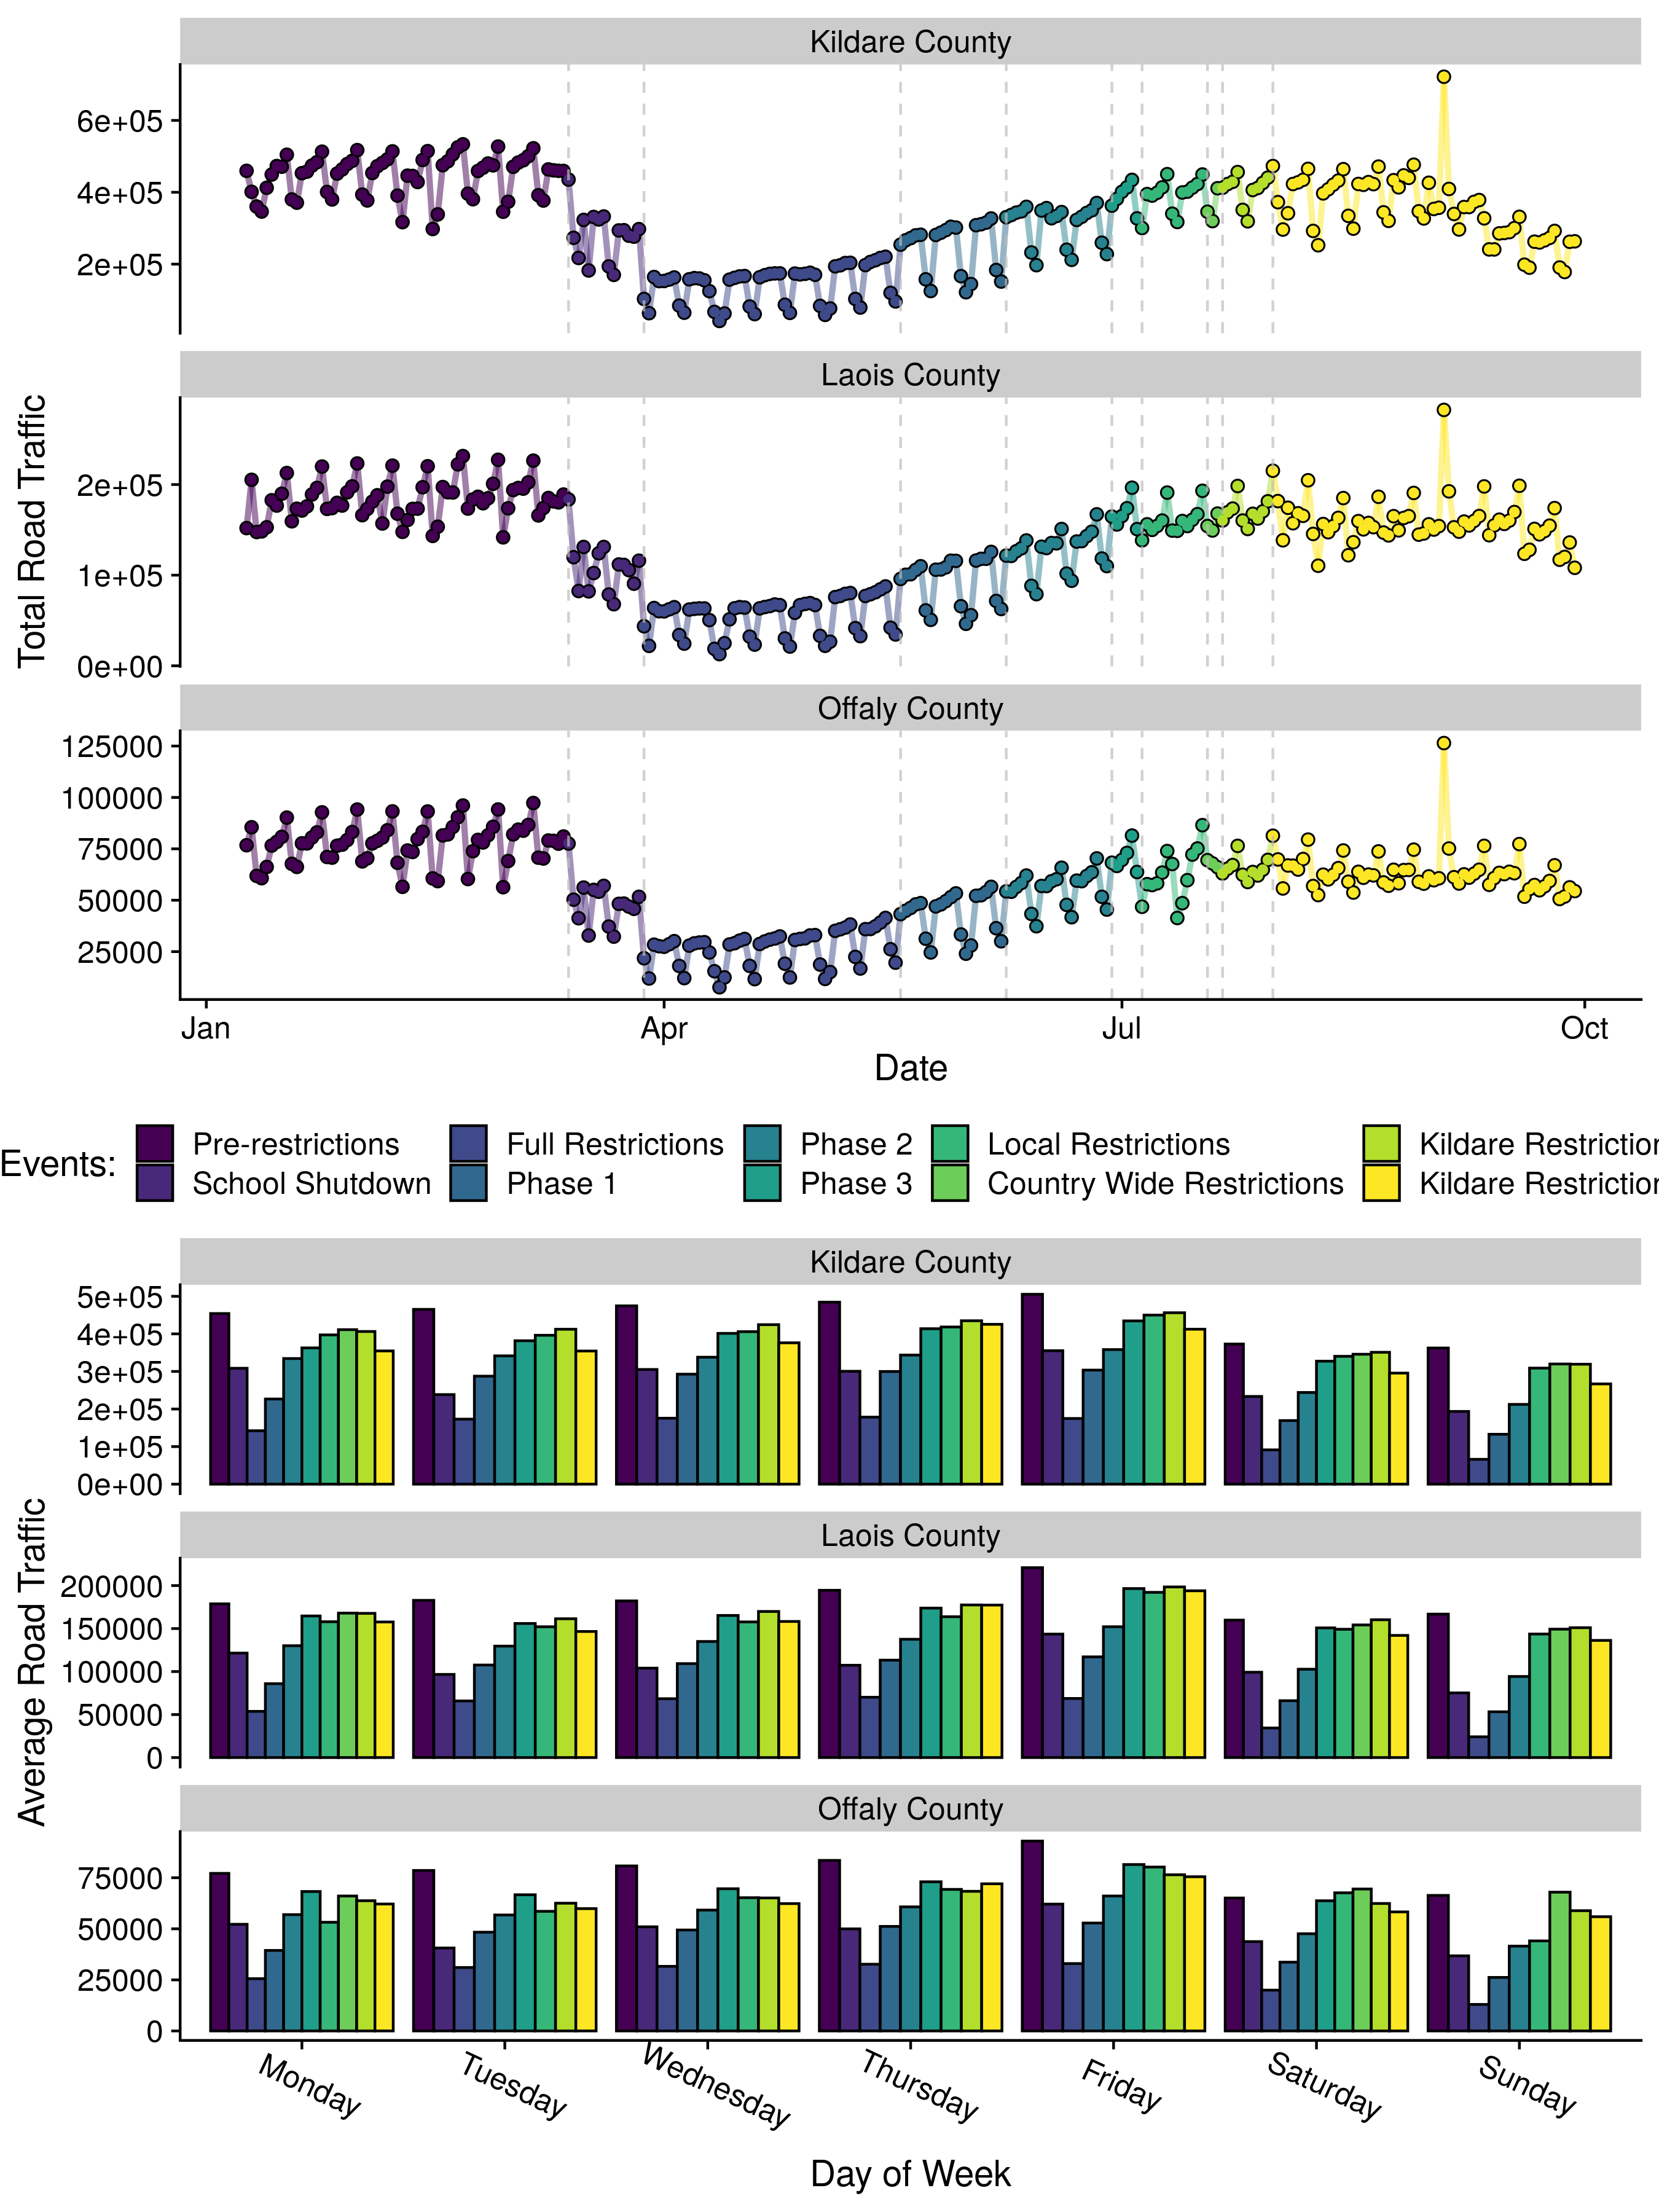 Kildare County
6e+05
4e+05
2e+05
Laois County
2e+05
1e+05
0e+00
Offaly County
125000
100000
75000
50000
25000
Total Road Traffic
Jan Apr Jul Oct
Date
Events:
Pre-restrictions Full Restrictions Phase 2 Local Restrictions Kildare Restriction
School Shutdown Phase 1 Phase 3 Country Wide Restrictions Kildare Restriction
Kildare County
5e+05
4e+05
3e+05
2e+05
1e+05
0e+00
Laois County
200000
150000
100000
50000
0
Offaly County
75000
50000
25000
0
Average Road Traffic
Monday Tuesday Wednesday Thursday Friday Saturday Sunday
Day of Week